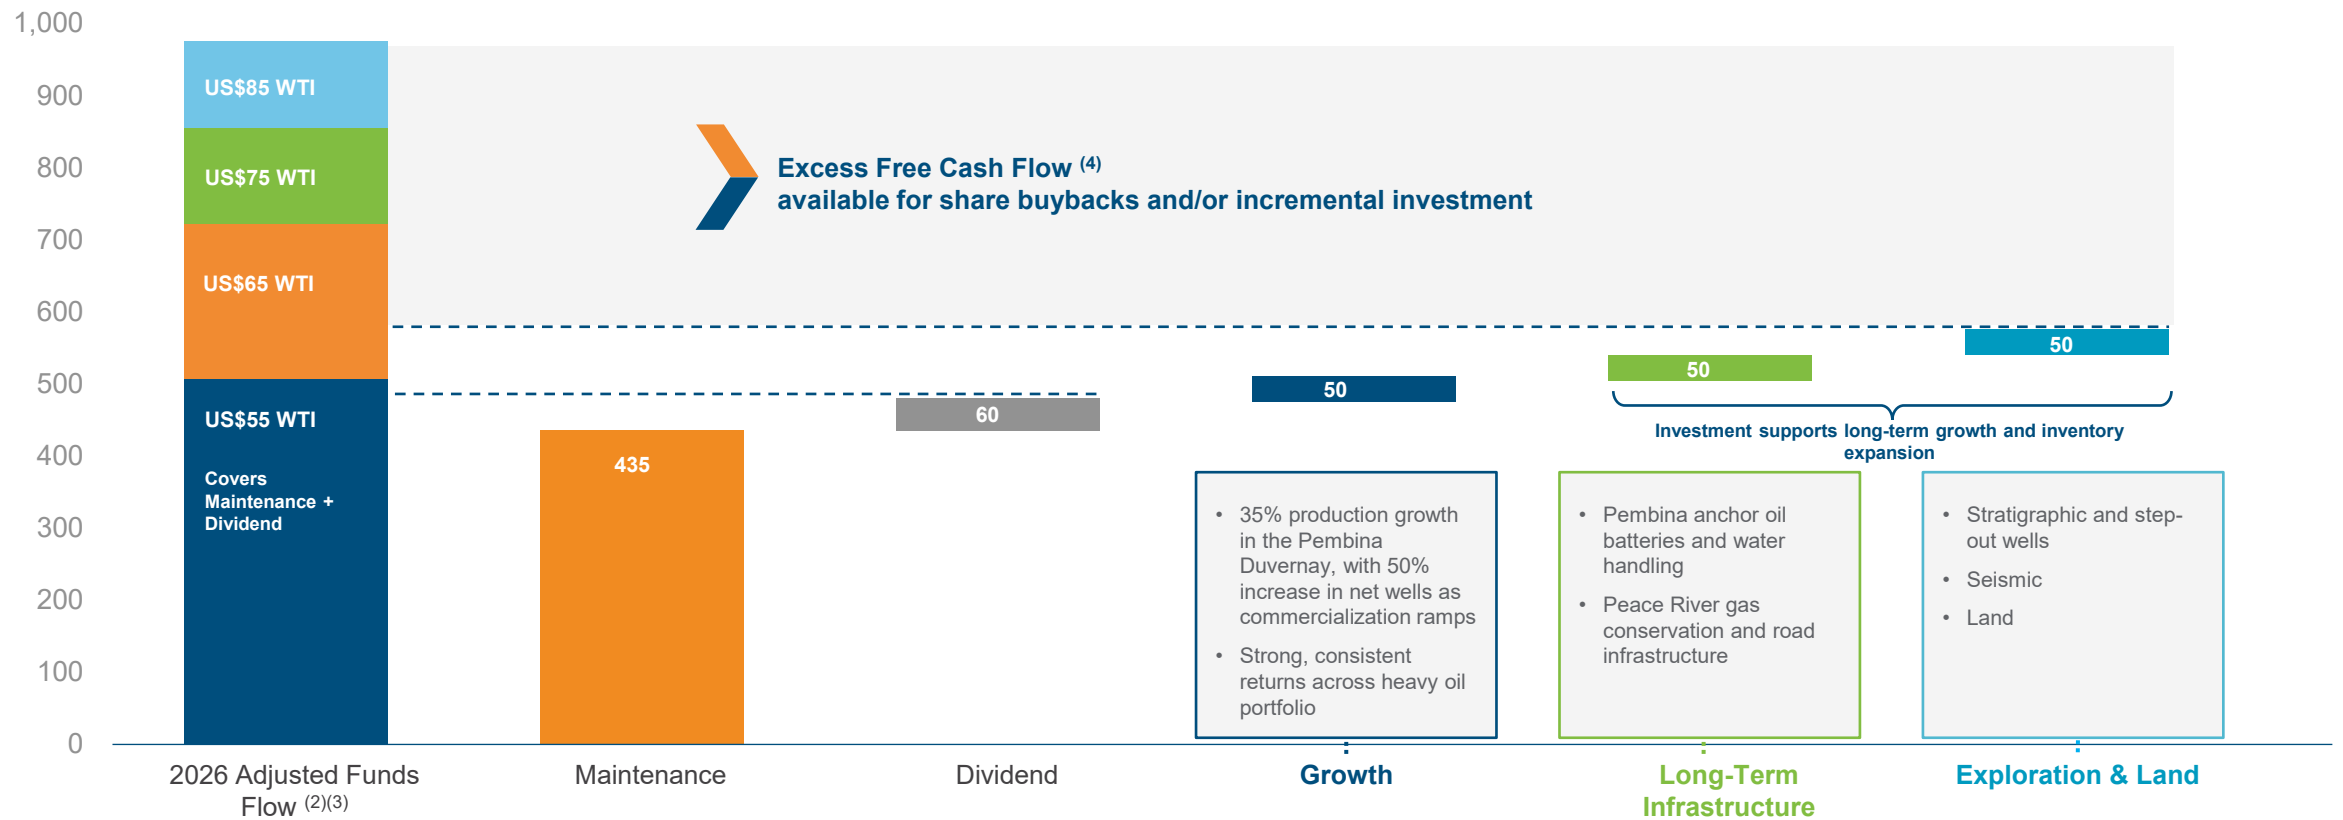 1,000
900
800
700
600
500
400
300
200
100
0
US$85 WTI
US$75 WTI
US$65 WTI
US$55 WTI
Covers
Maintenance +
Dividend
Excess Free Cash Flow (4)
available for share buybacks and/or incremental investment
435
60
50
50
50
Investment supports long-term growth and inventory
expansion
• 35% production growth
in the Pembina
Duvernay, with 50%
increase in net wells as
commercialization ramps
• Strong, consistent
returns across heavy oil
portfolio
• Pembina anchor oil
batteries and water
handling
• Peace River gas
conservation and road
infrastructure
• Stratigraphic and step-
out wells
• Seismic
• Land
2026 Adjusted Funds
Flow (2)(3)
Maintenance
Dividend
Growth
Long-Term
Infrastructure
Exploration & Land